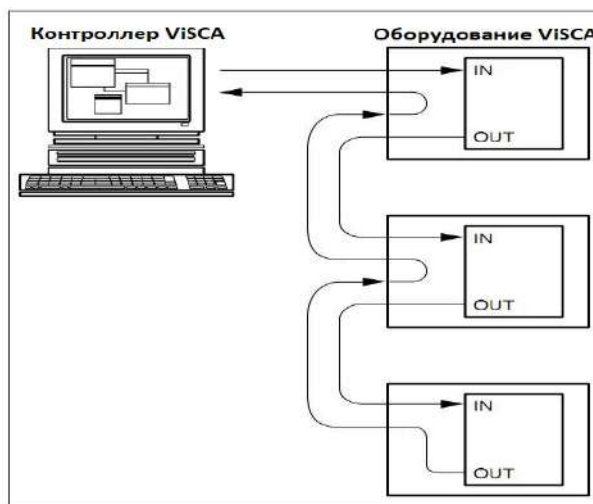 Контроллер ViSCA
Оборудование ViSCA
IN
OUT
IN
OUT
IN
OUT